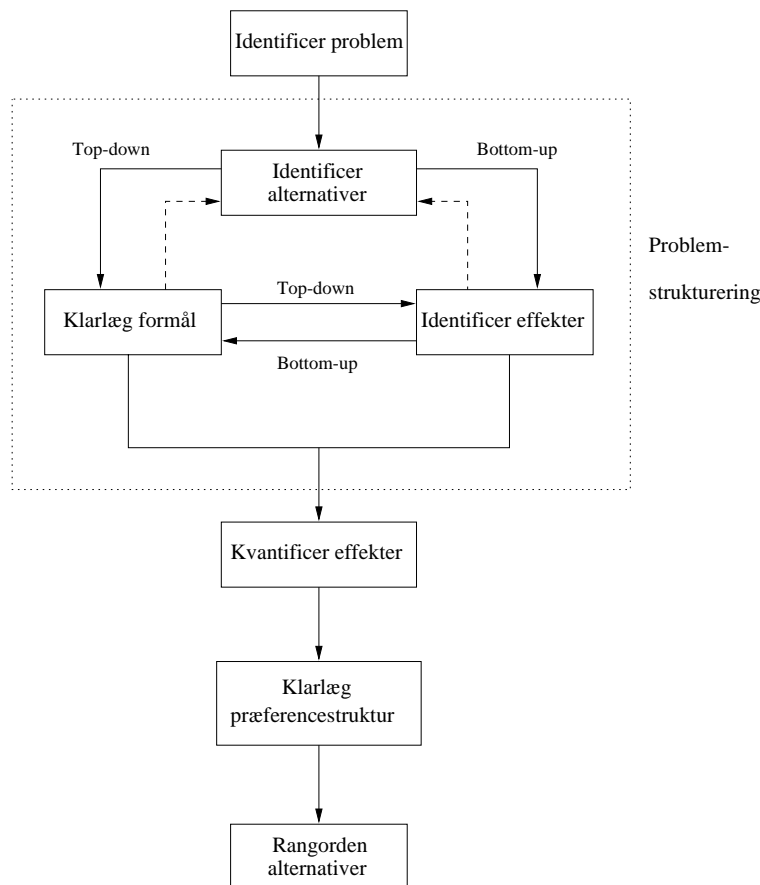 Identificer problem
Top-down
Bottom-up
Identificer
alternativer
Problem-
strukturering
Top-down
Klarlæg formål
Identificer effekter
Bottom-up
Kvantificer effekter
Klarlæg
præferencestruktur
Rangorden
alternativer